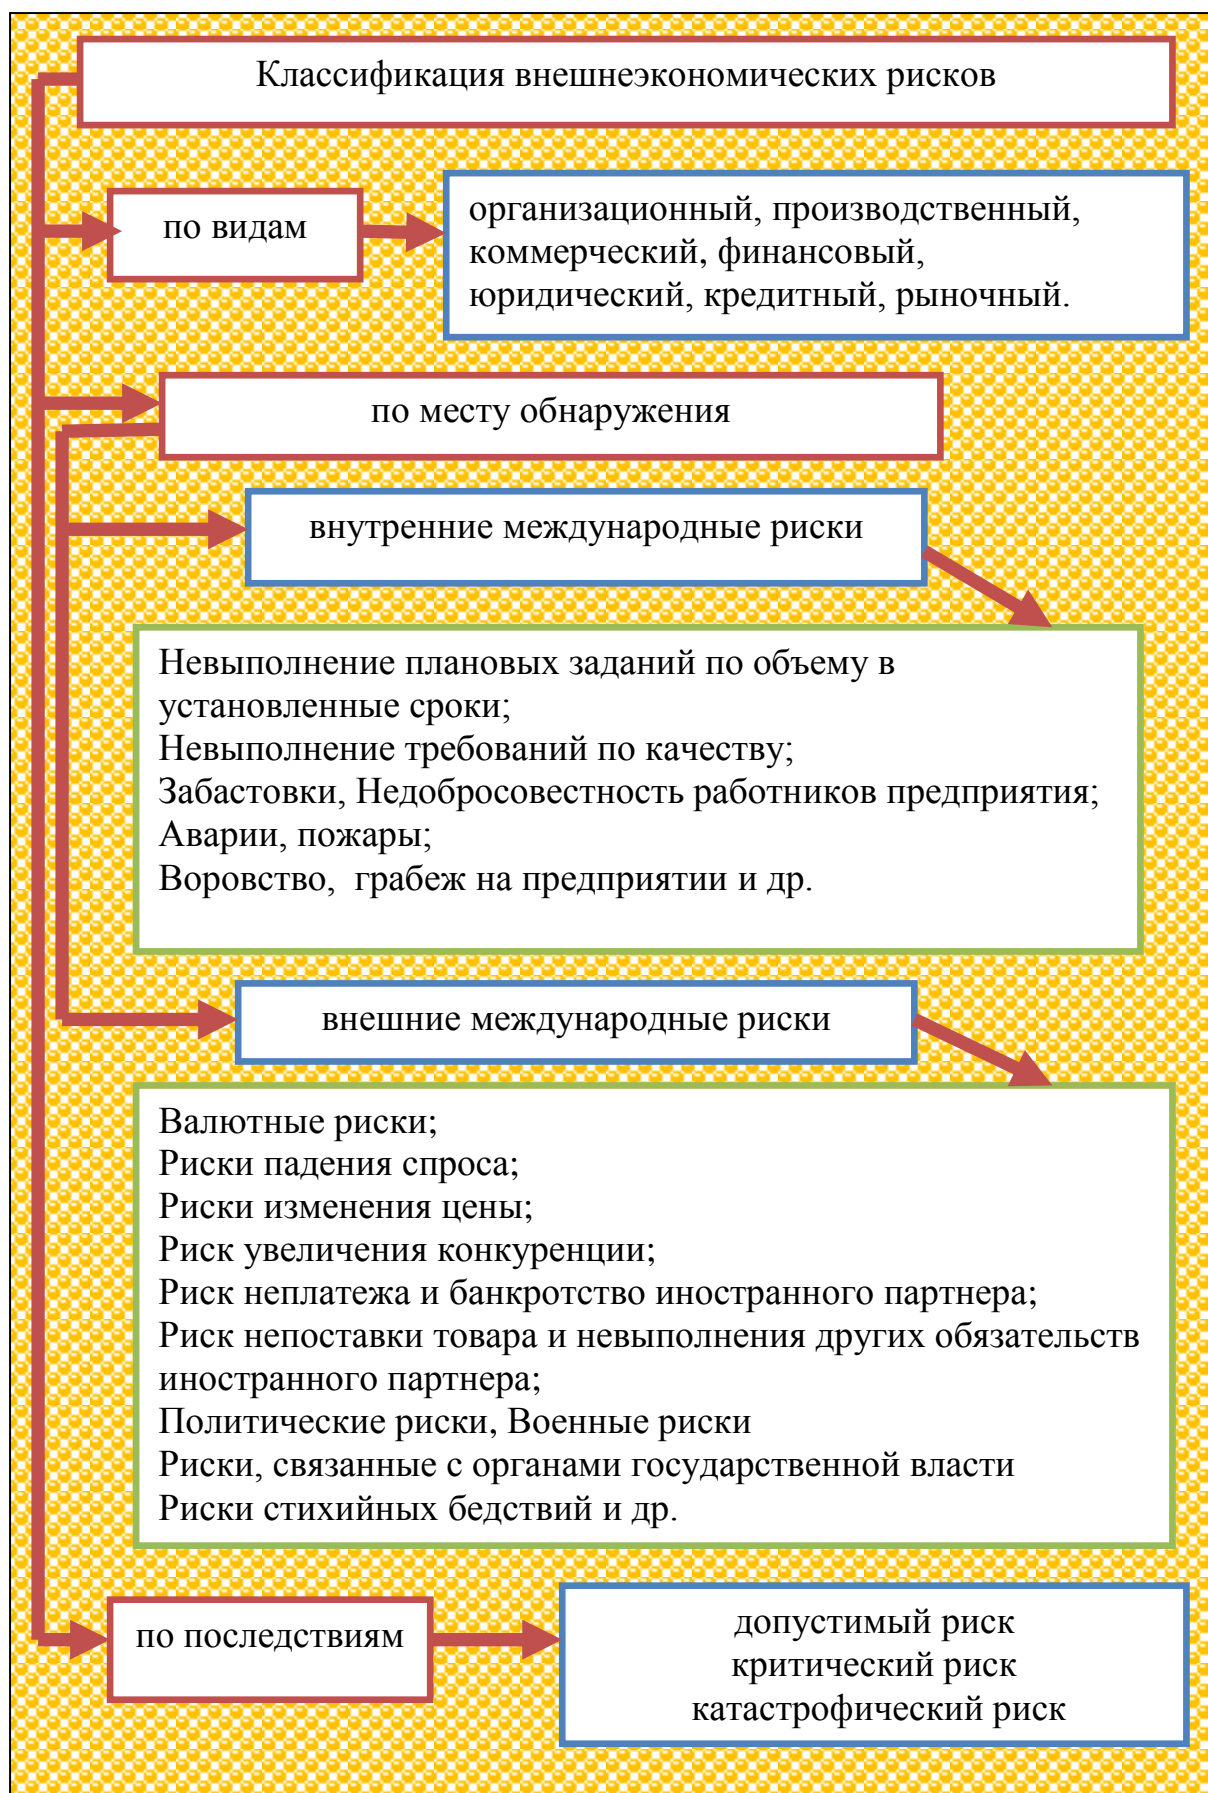 Классификация внешнеэкономических рисков
по видам
организационный, производственный,
коммерческий, финансовый,
юридический, кредитный, рыночный.
по месту обнаружения
внутренние международные риски
Невыполнение плановых заданий по объему в
установленные сроки;
Невыполнение требований по качеству;
Забастовки, Недобросовестность работников предприятия;
Аварии, пожары;
Воровство,  грабеж на предприятии и др.
внешние международные риски
Валютные риски;
Риски падения спроса;
Риски изменения цены;
Риск увеличения конкуренции;
Риск неплатежа и банкротство иностранного партнера;
Риск непоставки товара и невыполнения других обязательств
иностранного партнера;
Политические риски, Военные риски
Риски, связанные с органами государственной власти
Риски стихийных бедствий и др.
по последствиям
допустимый риск
критический риск
катастрофический риск